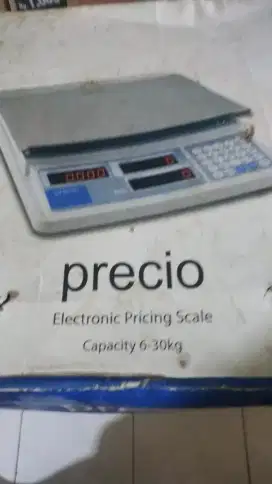 precio
Electronic Pricing Scale
Capacity 6-30kg